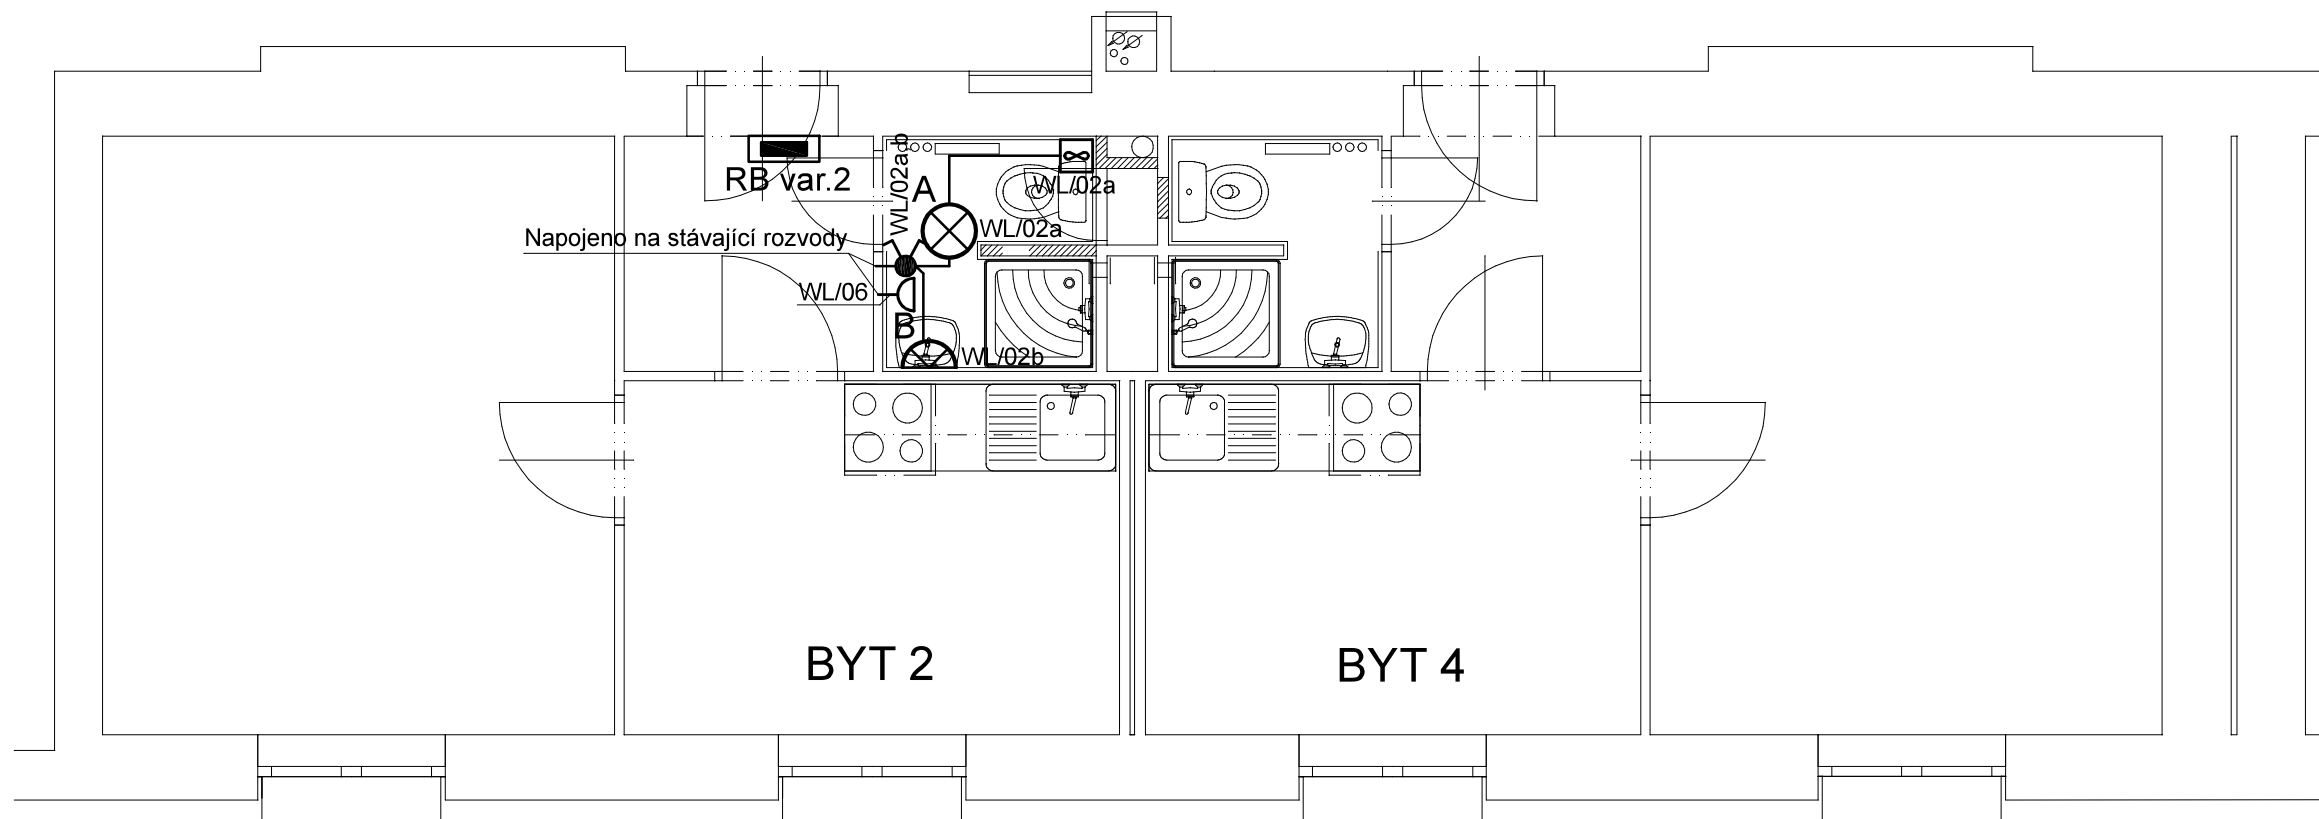 WL/02a,b
RB var.2
A
WL/02a
WL/02a
Napojeno na stávající rozvody
WL/06
B
WL/02b
BYT 2
BYT 4